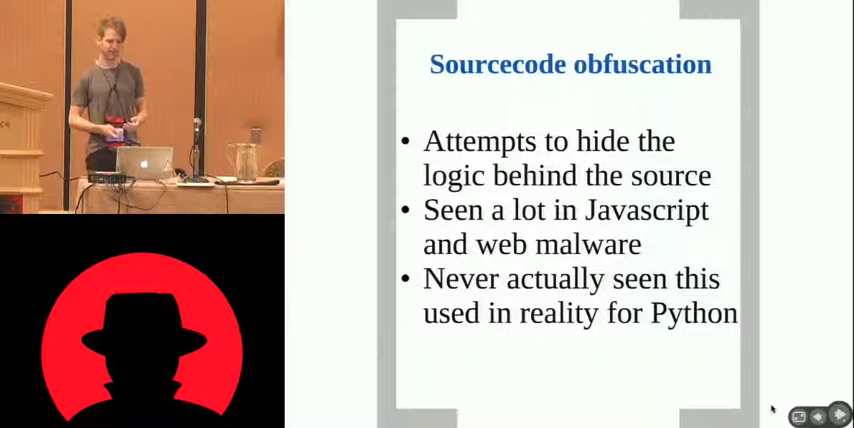 Sourcecode obfuscation
• Attempts to hide the
logic behind the source
• Seen a lot in Javascript
and web malware
• Never actually seen this
used in reality for Python